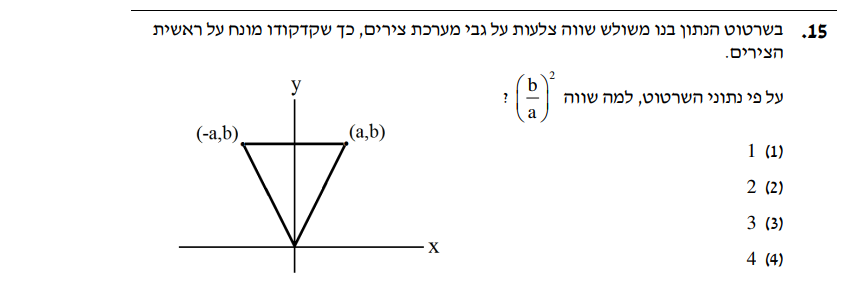 15. בשרטוט הנתון בנו משולש שווה צלעות על גבי מערכת צירים, כך שקדקודו מונח על ראשית
הצירים.
על פי נתוני השרטוט, למה שווה (b/a)² ?
(1) 1
(2) 2
(3) 3
(4) 4
y
(-a,b) (a,b)
x